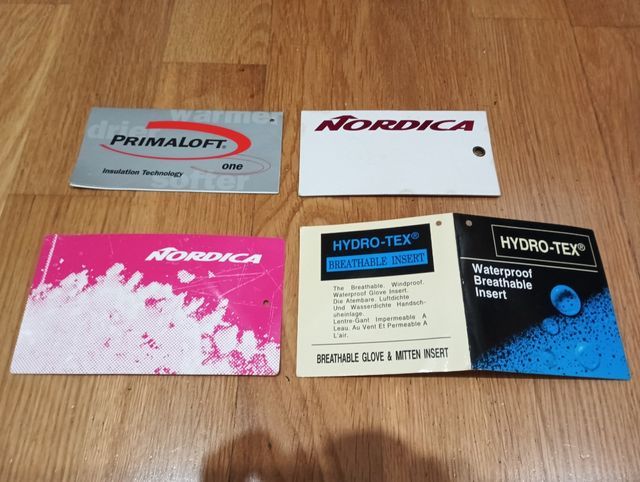 warmer
drier
PRIMALOFT®
one
Insulation Technology
softer
NORDICA
NORDICA
HYDRO-TEX®
BREATHABLE INSERT
The Breathable. Windproof.
Waterproof Glove Insert.
Die Atembare. Luftdichte
Und Wasserdichte Handsch-
uheinlage.
Lentre-Gant Impermeable A
Leau. Au Vent Et Permeable A
L'air.
BREATHABLE GLOVE & MITTEN INSERT
HYDRO-TEX®
Waterproof
Breathable
Insert